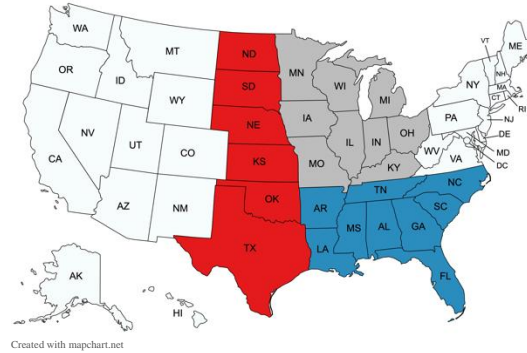 WA
MT
ND
MN
VT
ME
OR
ID
SD
WI
NH
WY
MI
NY
MA
CT
RI
NE
IA
PA
NJ
NV
UT
CO
IL
IN
OH
DE
CA
KS
MO
WV
VA
MD
DC
KY
AZ
NM
OK
AR
TN
NC
SC
TX
LA
MS
AL
GA
FL
AK
HI
Created with mapchart.net